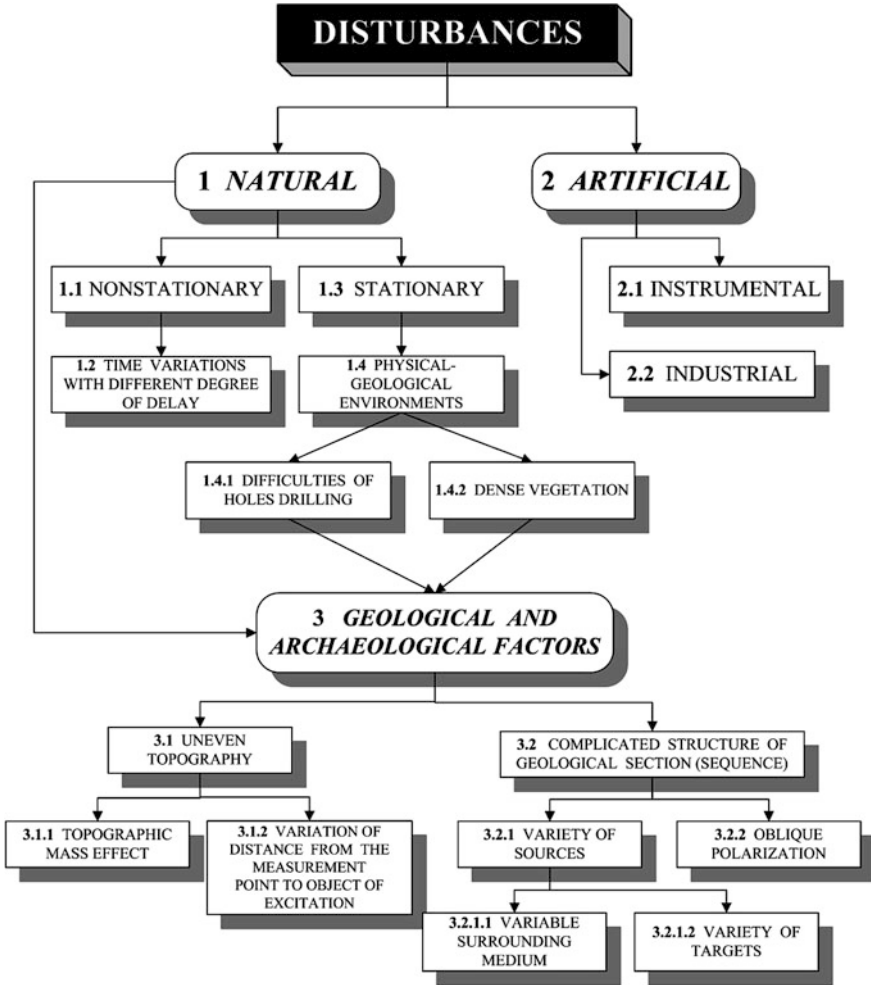 DISTURBANCES
1 NATURAL
2 ARTIFICIAL
1.1 NONSTATIONARY
1.3 STATIONARY
2.1 INSTRUMENTAL
1.2 TIME VARIATIONS
WITH DIFFERENT DEGREE
OF DELAY
1.4 PHYSICAL-
GEOLOGICAL
ENVIRONMENTS
2.2 INDUSTRIAL
1.4.1 DIFFICULTIES OF
HOLES DRILLING
1.4.2 DENSE VEGETATION
3 GEOLOGICAL AND
ARCHAEOLOGICAL FACTORS
3.1 UNEVEN
TOPOGRAPHY
3.2 COMPLICATED STRUCTURE OF
GEOLOGICAL SECTION (SEQUENCE)
3.1.1 TOPOGRAPHIC
MASS EFFECT
3.1.2 VARIATION OF
DISTANCE FROM THE
MEASUREMENT
POINT TO OBJECT OF
EXCITATION
3.2.1 VARIETY OF
SOURCES
3.2.2 OBLIQUE
POLARIZATION
3.2.1.1 VARIABLE
SURROUNDING
MEDIUM
3.2.1.2 VARIETY OF
TARGETS